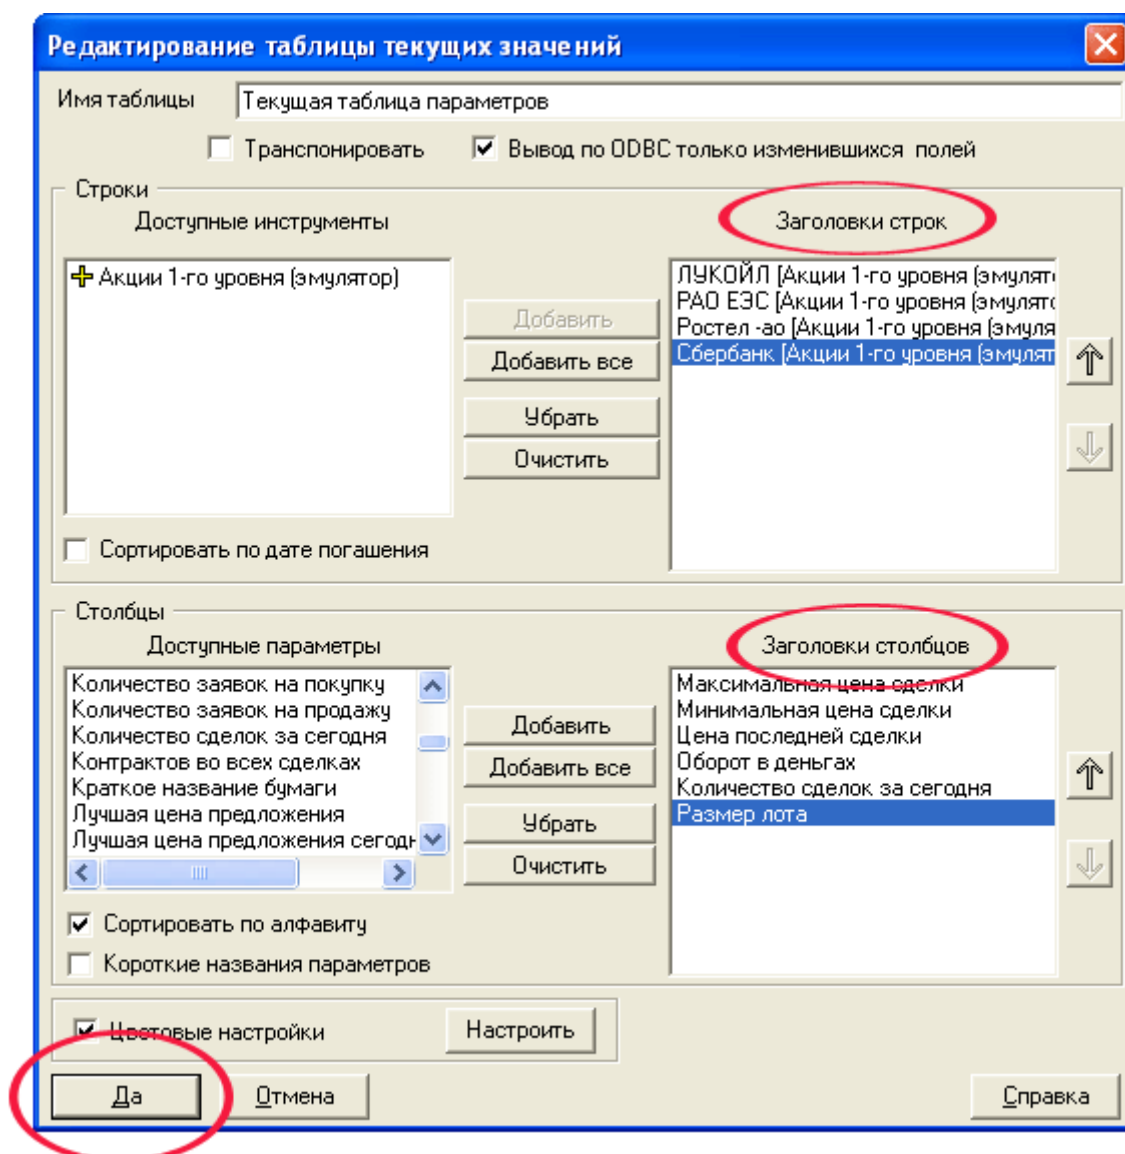 Редактирование таблицы текущих значений
Имя таблицы
Текущая таблица параметров
Транспонировать
Вывод по ODBC только изменившихся полей
Строки
Доступные инструменты
Заголовки строк
Акции 1-го уровня (эмулятор)
ЛУКОЙЛ [Акции 1-го уровня (эмулят
РАО ЕЭС [Акции 1-го уровня (эмулято
Ростел -ао [Акции 1-го уровня (эмуля
Сбербанк [Акции 1-го уровня (эмулят
Добавить
Добавить все
Убрать
Очистить
Сортировать по дате погашения
Столбцы
Доступные параметры
Заголовки столбцов
Количество заявок на покупку
Количество заявок на продажу
Количество сделок за сегодня
Контрактов во всех сделках
Краткое название бумаги
Лучшая цена предложения
Лучшая цена предложения сегодн
Добавить
Добавить все
Убрать
Очистить
Максимальная цена сделки
Минимальная цена сделки
Цена последней сделки
Оборот в деньгах
Количество сделок за сегодня
Размер лота
Сортировать по алфавиту
Короткие названия параметров
Цветовые настройки
Настроить
Да
Отмена
Справка